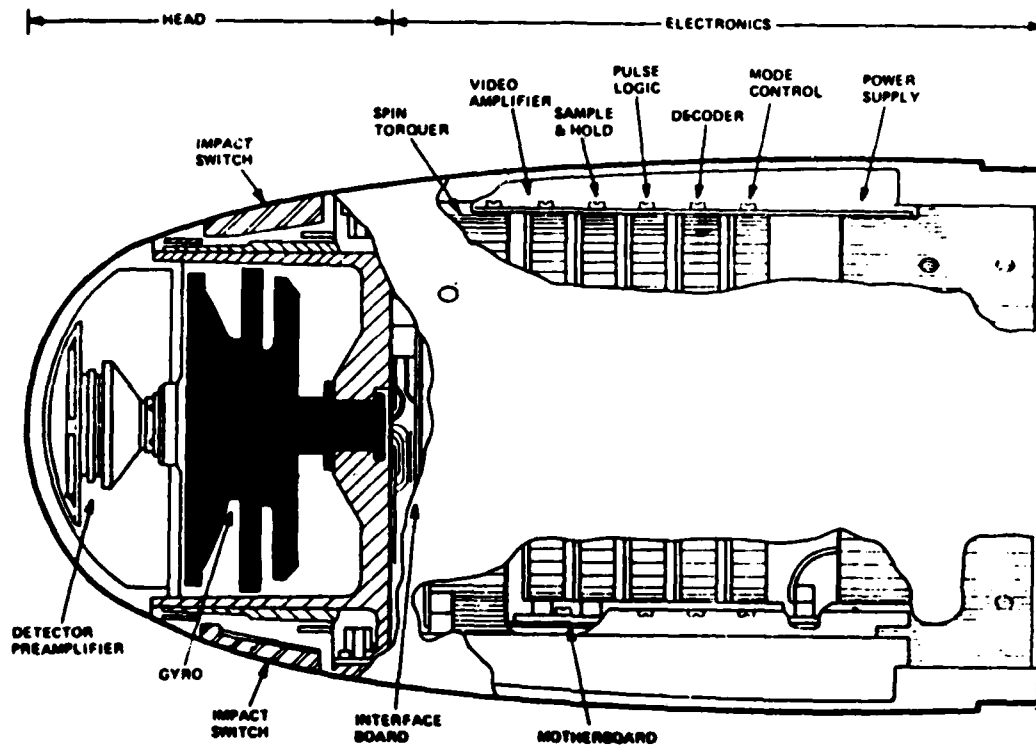 HEAD
ELECTRONICS
VIDEO
AMPLIFIER
PULSE
LOGIC
MODE
CONTROL
POWER
SUPPLY
SPIN
TORQUER
SAMPLE
& HOLD
DECODER
IMPACT
SWITCH
DETECTOR
PREAMPLIFIER
GYRO
IMPACT
SWITCH
INTERFACE
BOARD
MOTHERBOARD